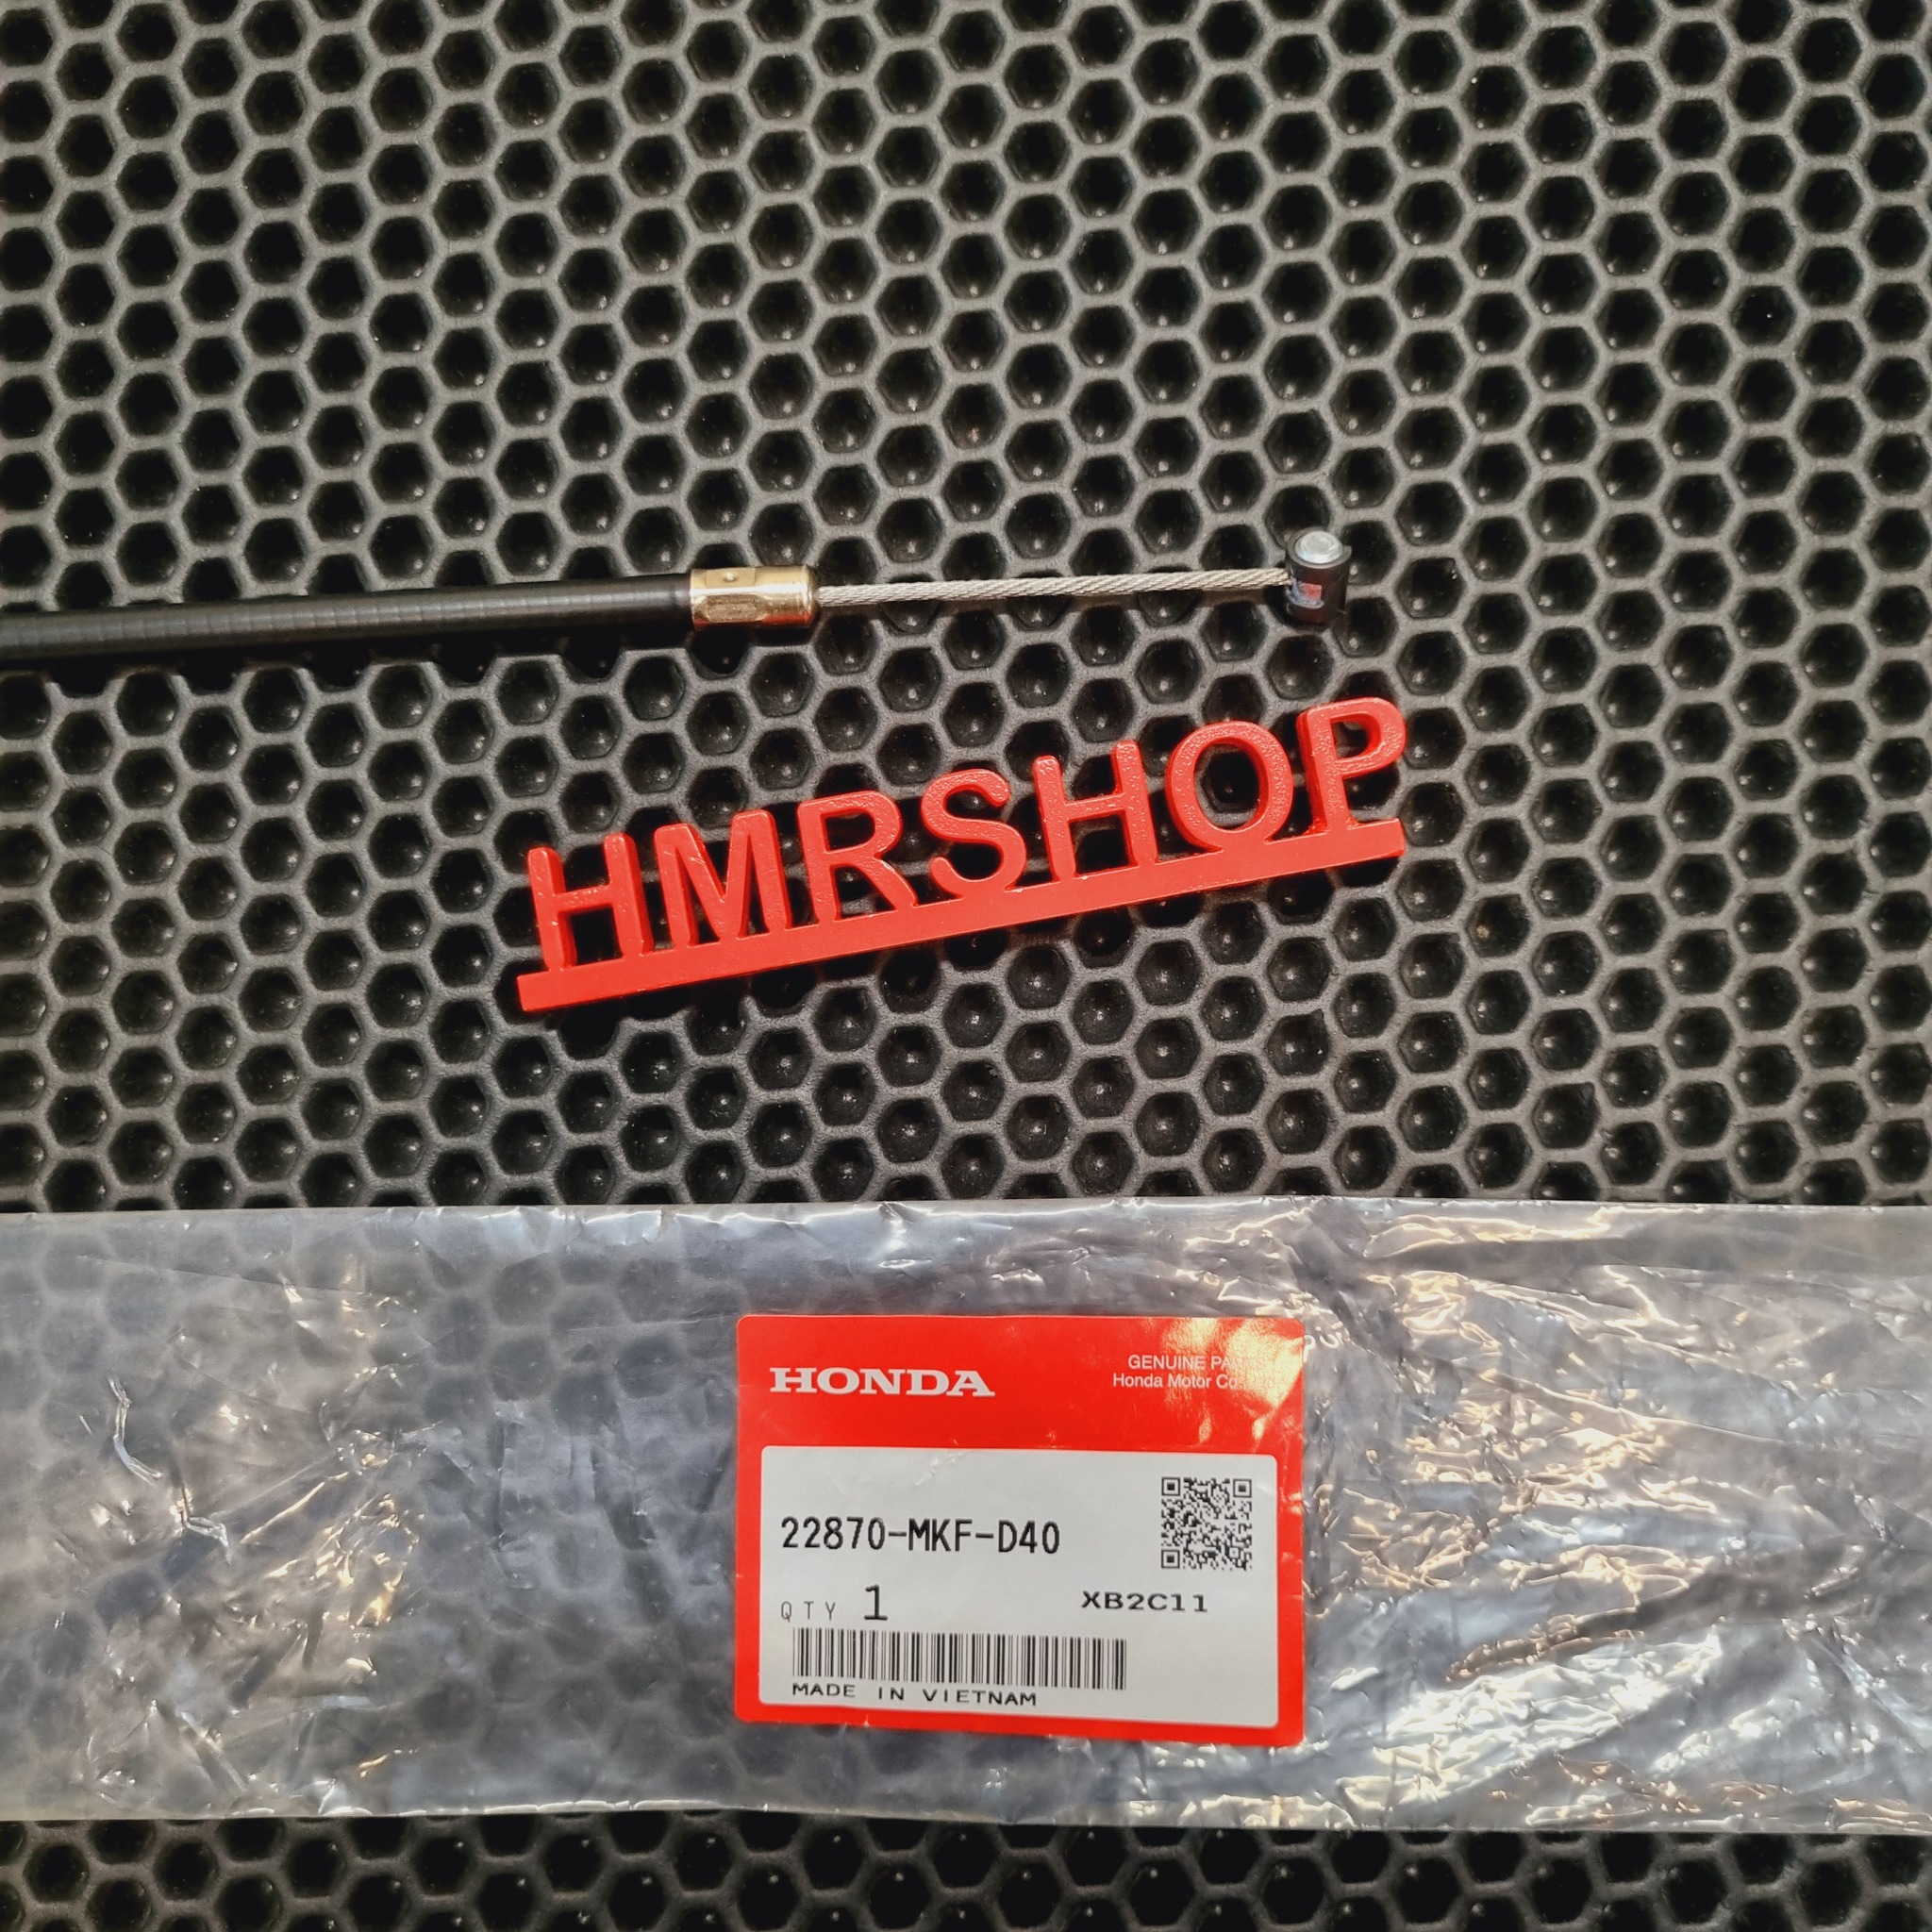 HMRSHOP
HONDA
GENUINE PARTS
Honda Motor Co
22870-MKF-D40
QTY 1
XB2C11
MADE IN VIETNAM